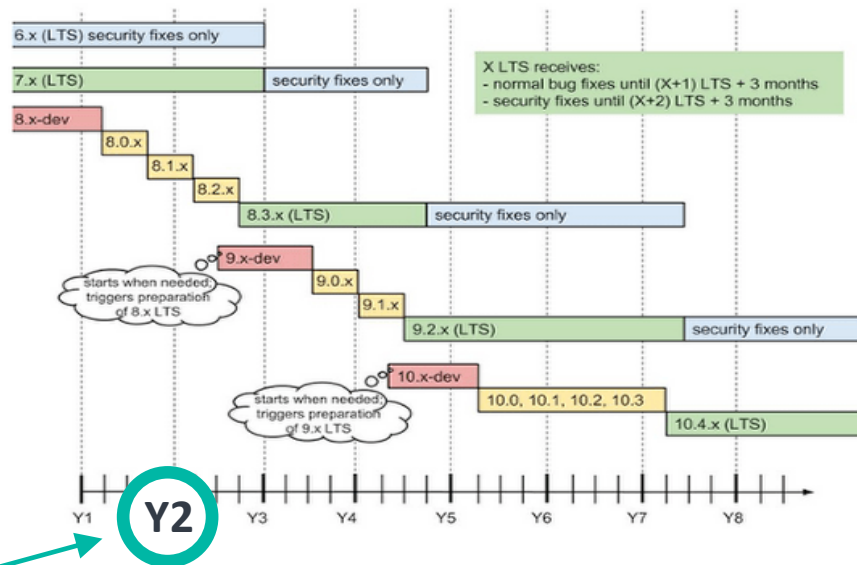 6.x (LTS) security fixes only
7.x (LTS)
security fixes only
X LTS receives:
- normal bug fixes until (X+1) LTS + 3 months
- security fixes until (X+2) LTS + 3 months
8.x-dev
8.0.x
8.1.x
8.2.x
8.3.x (LTS)
security fixes only
9.x-dev
starts when needed;
triggers preparation
of 8.x LTS
9.0.x
9.1.x
9.2.x (LTS)
security fixes only
10.x-dev
starts when needed;
triggers preparation
of 9.x LTS
10.0, 10.1, 10.2, 10.3
10.4.x (LTS)
Y1
Y2
Y3
Y4
Y5
Y6
Y7
Y8